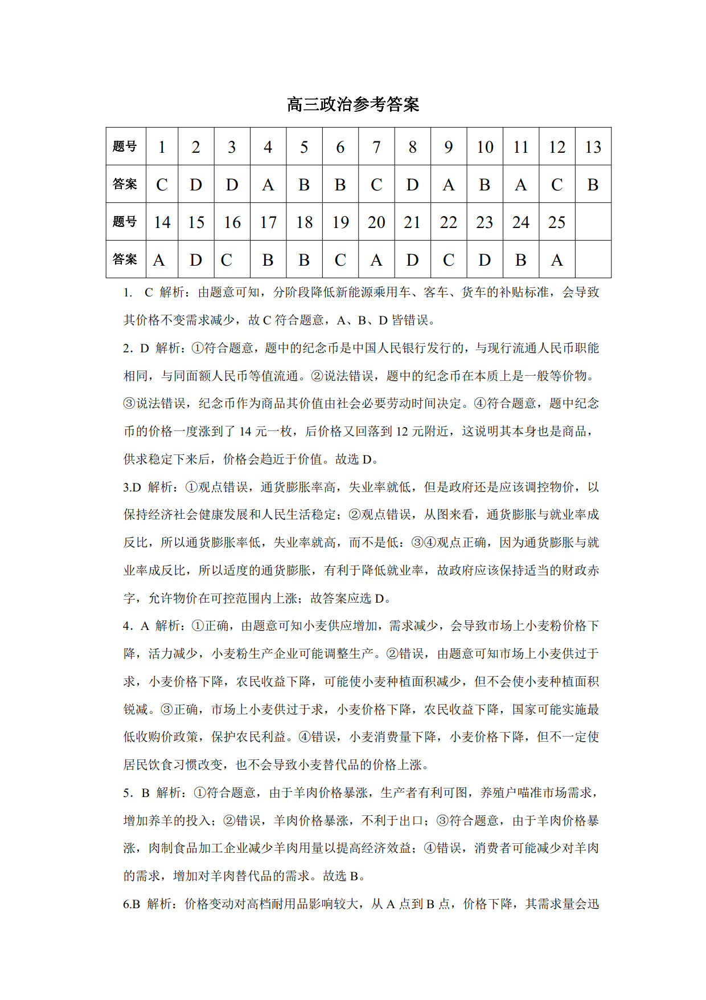 高三政治参考答案
题号 1 2 3 4 5 6 7 8 9 10 11 12 13
答案 C D D A B B C D A B A C B
题号 14 15 16 17 18 19 20 21 22 23 24 25
答案 A D C B B C A D C D B A
1. C 解析：由题意可知，分阶段降低新能源乘用车、客车、货车的补贴标准，会导致
其价格不变需求减少，故 C 符合题意，A、B、D 皆错误。
2．D 解析：①符合题意，题中的纪念币是中国人民银行发行的，与现行流通人民币职能
相同，与同面额人民币等值流通。②说法错误，题中的纪念币在本质上是一般等价物。
③说法错误，纪念币作为商品其价值由社会必要劳动时间决定。④符合题意，题中纪念
币的价格一度涨到了 14 元一枚，后价格又回落到 12 元附近，这说明其本身也是商品，
供求稳定下来后，价格会趋近于价值。故选 D。
3.D 解析：①观点错误，通货膨胀率高，失业率就低，但是政府还是应该调控物价，以
保持经济社会健康发展和人民生活稳定；②观点错误，从图来看，通货膨胀与就业率成
反比，所以通货膨胀率低，失业率就高，而不是低：③④观点正确，因为通货膨胀与就
业率成反比，所以适度的通货膨胀，有利于降低就业率，故政府应该保持适当的财政赤
字，允许物价在可控范围内上涨；故答案应选 D。
4．A 解析：①正确，由题意可知小麦供应增加，需求减少，会导致市场上小麦粉价格下
降，活力减少，小麦粉生产企业可能调整生产。②错误，由题意可知市场上小麦供过于
求，小麦价格下降，农民收益下降，可能使小麦种植面积减少，但不会使小麦种植面积
锐减。③正确，市场上小麦供过于求，小麦价格下降，农民收益下降，国家可能实施最
低收购价政策，保护农民利益。④错误，小麦消费量下降，小麦价格下降，但不一定使
居民饮食习惯改变，也不会导致小麦替代品的价格上涨。
5．B 解析：①符合题意，由于羊肉价格暴涨，生产者有利可图，养殖户喵准市场需求，
增加养羊的投入；②错误，羊肉价格暴涨，不利于出口；③符合题意，由于羊肉价格暴
涨，肉制食品加工企业减少羊肉用量以提高经济效益；④错误，消费者可能减少对羊肉
的需求，增加对羊肉替代品的需求。故选 B。
6.B 解析：价格变动对高档耐用品影响较大，从 A 点到 B 点，价格下降，其需求量会迅